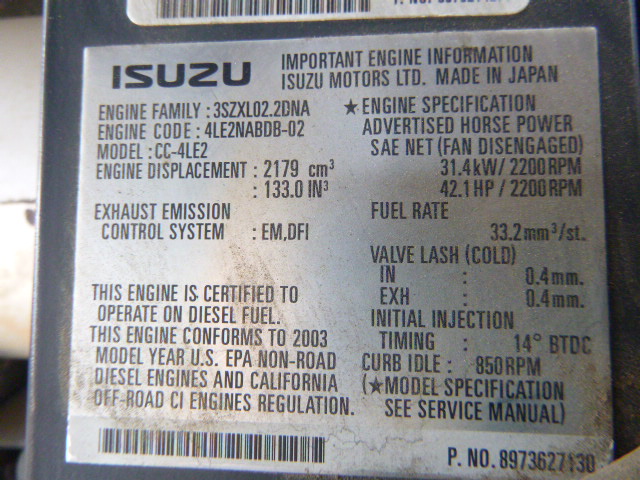 ISUZU
IMPORTANT ENGINE INFORMATION
ISUZU MOTORS LTD. MADE IN JAPAN
ENGINE FAMILY : 3SZXL02.2DNA
ENGINE CODE : 4LE2NABDB-02
MODEL : CC-4LE2
ENGINE DISPLACEMENT : 2179 cm³
: 133.0 IN³
EXHAUST EMISSION
CONTROL SYSTEM : EM,DFI
THIS ENGINE IS CERTIFIED TO
OPERATE ON DIESEL FUEL.
THIS ENGINE CONFORMS TO 2003
MODEL YEAR U.S. EPA NON-ROAD
DIESEL ENGINES AND CALIFORNIA
OFF-ROAD CI ENGINES REGULATION.
★ENGINE SPECIFICATION
ADVERTISED HORSE POWER
SAE NET (FAN DISENGAGED)
31.4kW / 2200RPM
42.1HP / 2200RPM
FUEL RATE
33.2mm³/st.
VALVE LASH (COLD)
IN : 0.4mm.
EXH : 0.4mm.
INITIAL INJECTION
TIMING : 14° BTDC
CURB IDLE : 850RPM
(★MODEL SPECIFICATION
SEE SERVICE MANUAL)
P. NO. 8973627130